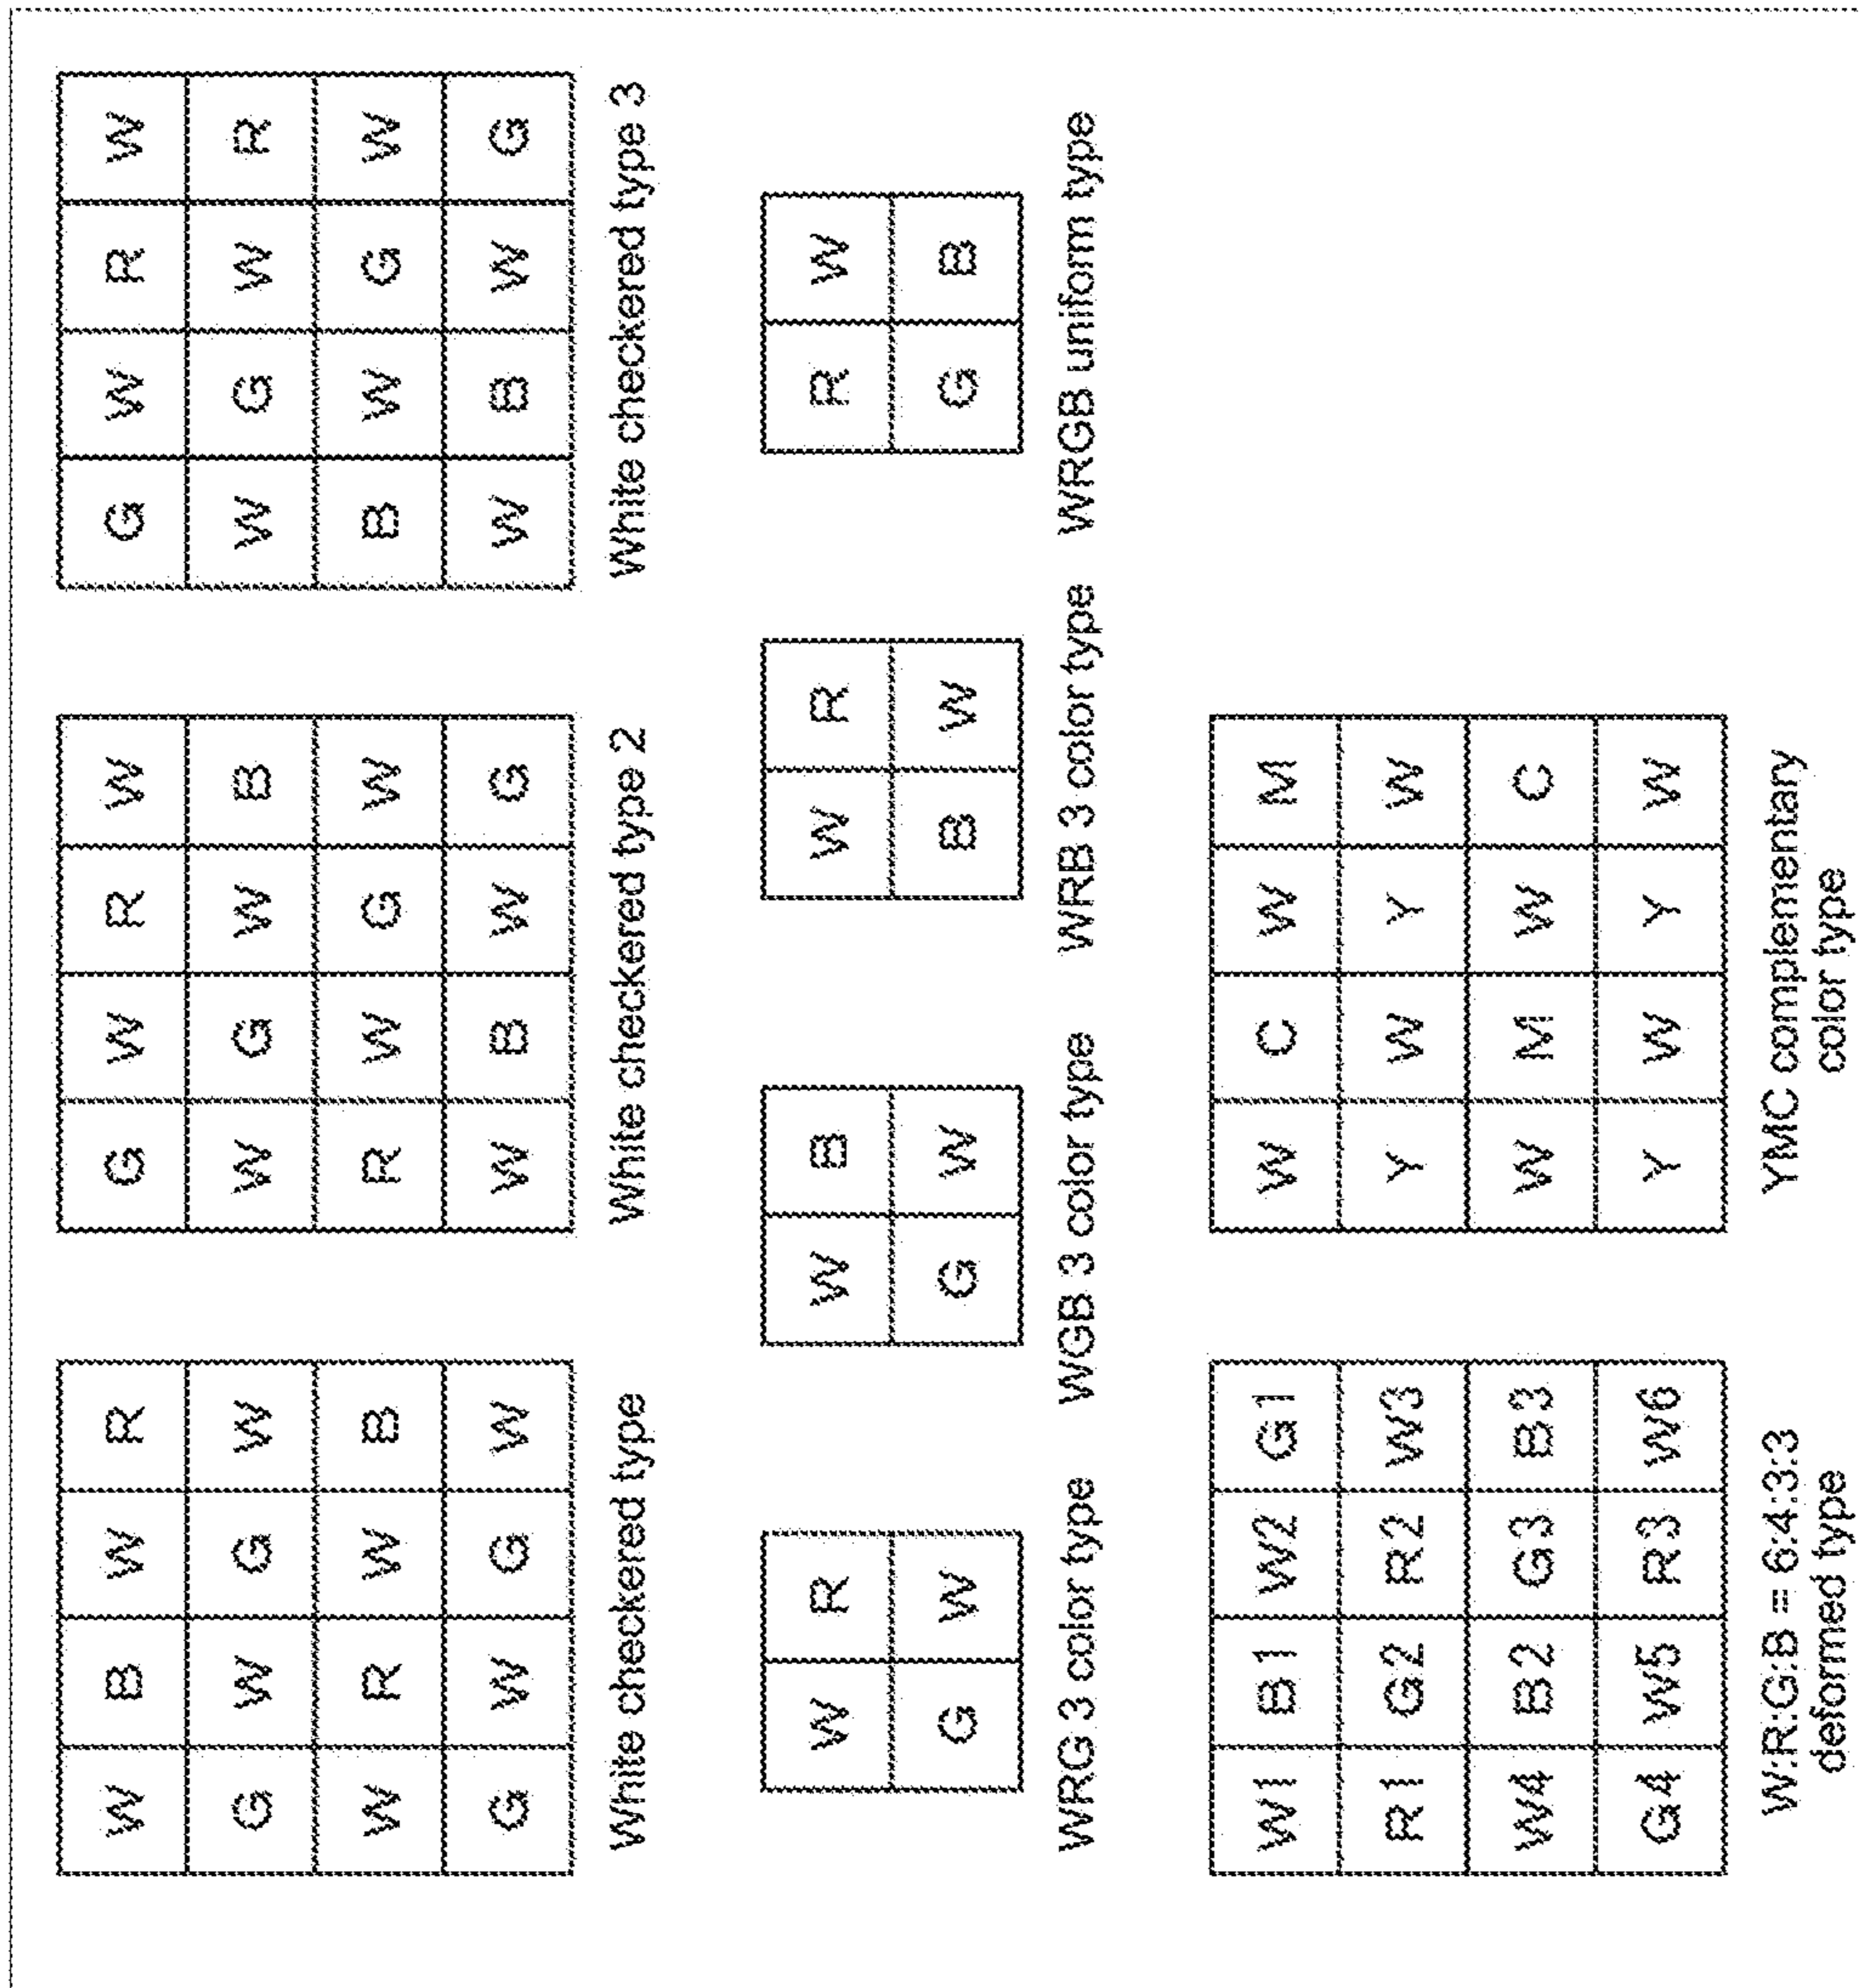 W B W R
G W G W
W R W B
G W G W
White checkered type
G W R W
W G W B
R W G W
W B W G
White checkered type 2
G W R W
W G W R
B W G W
W B W G
White checkered type 3
W R
G W
WRG 3 color type
W B
G W
WGB 3 color type
W R
B W
WRB 3 color type
R W
G B
WRGB uniform type
W1 B1 W2 G1
R1 G2 R2 W3
W4 B2 G3 B3
G4 W5 R3 W6
W:R:G:B = 6:4:3:3
deformed type
W C W M
Y W Y W
W M W C
Y W Y W
YMC complementary
color type